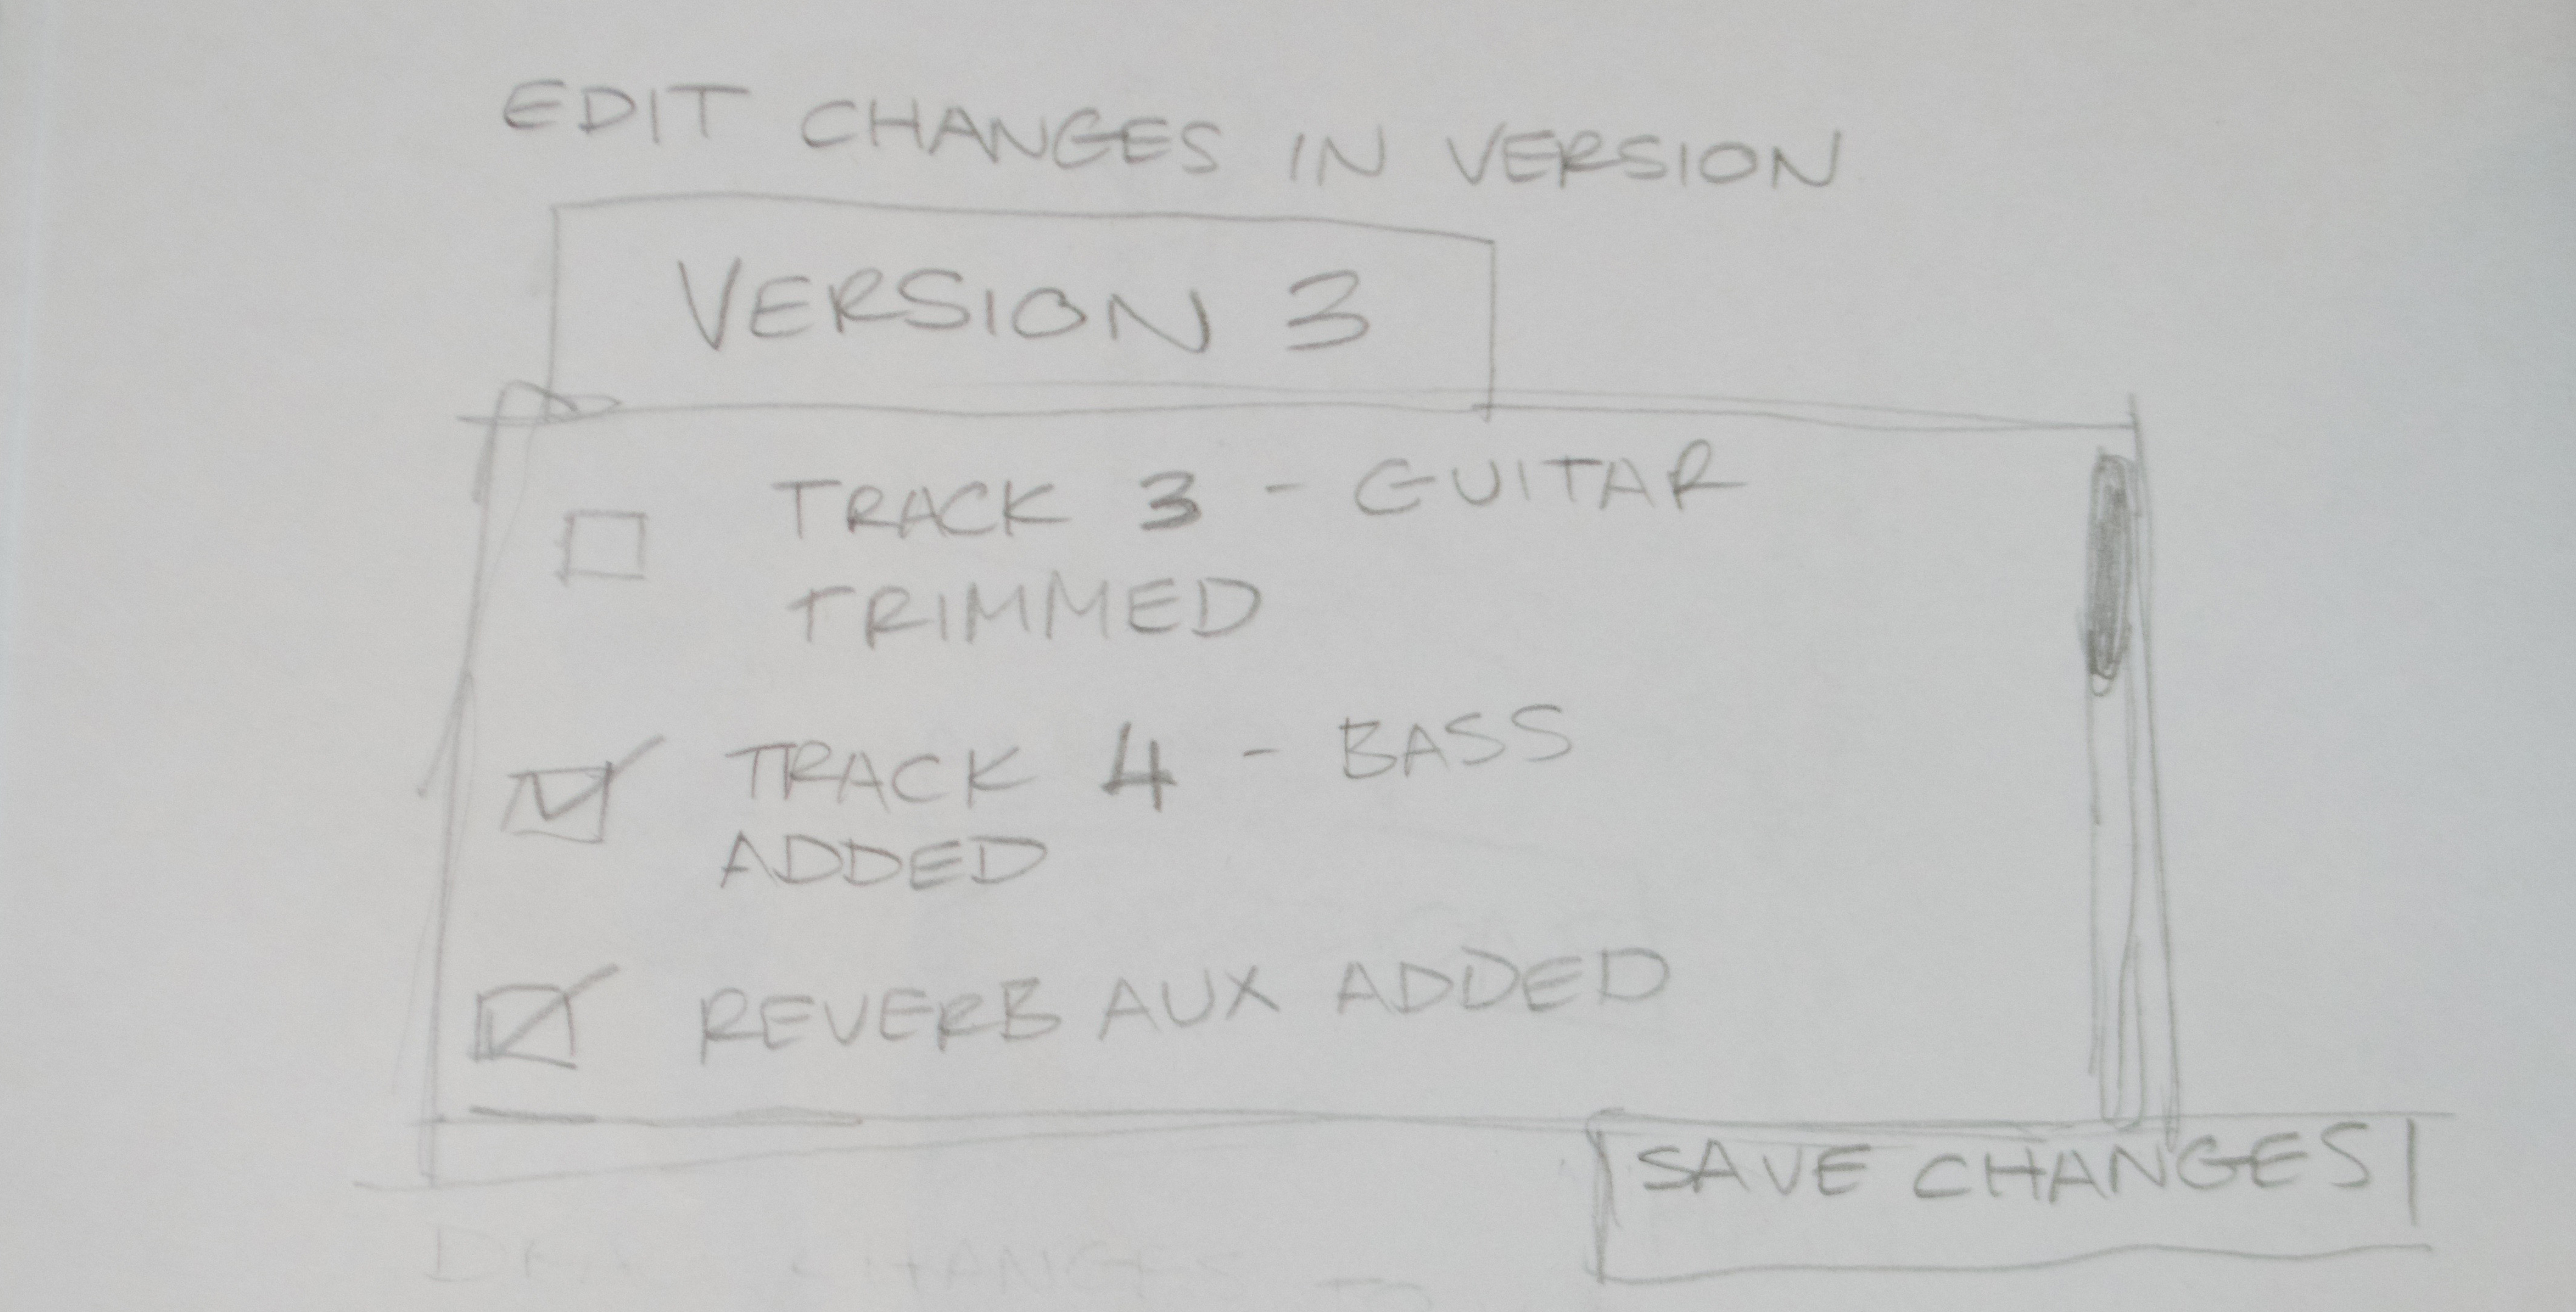 EDIT CHANGES IN VERSION
VERSION 3
TRACK 3 - GUITAR
TRIMMED
TRACK 4 - BASS
ADDED
REVERB AUX ADDED
SAVE CHANGES
CHANGES